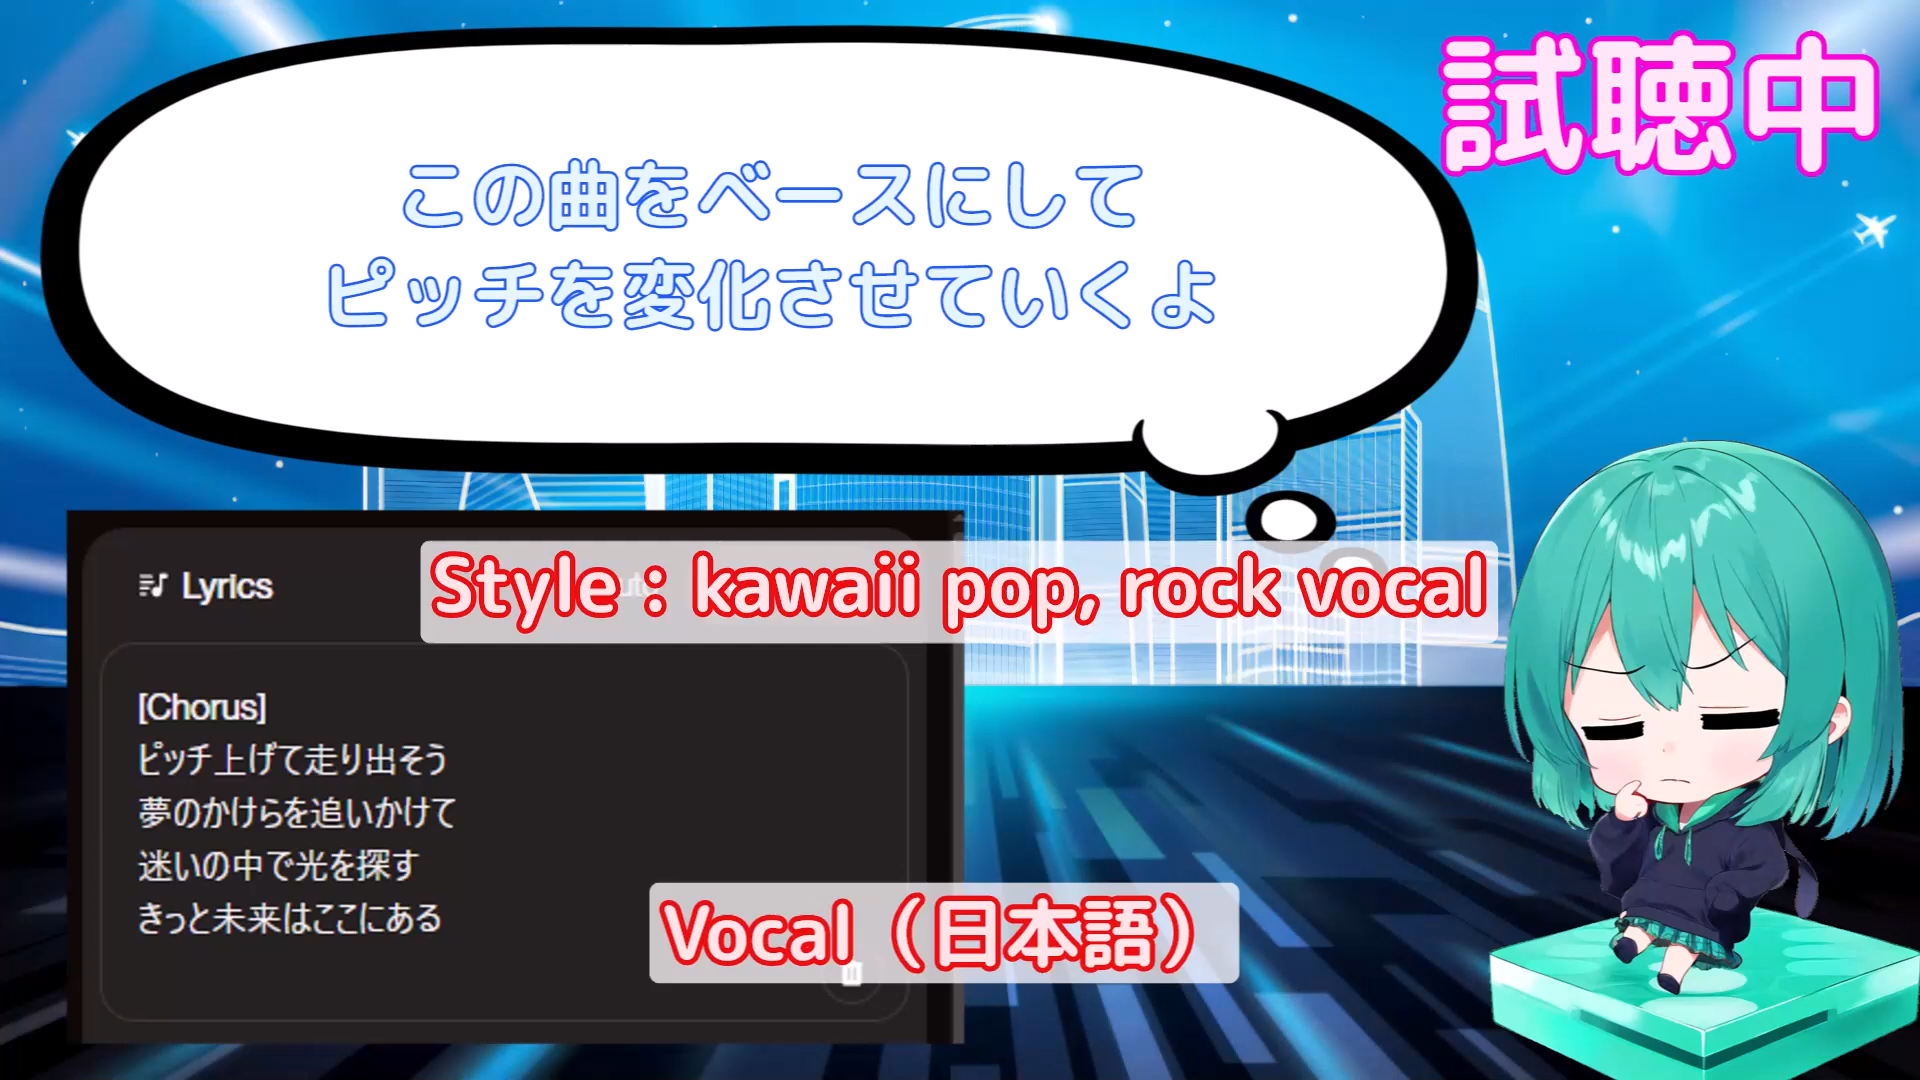 試聴中
この曲をベースにして
ピッチを変化させていくよ
Style : kawaii pop, rock vocal
Lyrics
[Chorus]
ピッチ上げて走り出そう
夢のかけらを追いかけて
迷いの中で光を探す
きっと未来はここにある
Vocal（日本語）